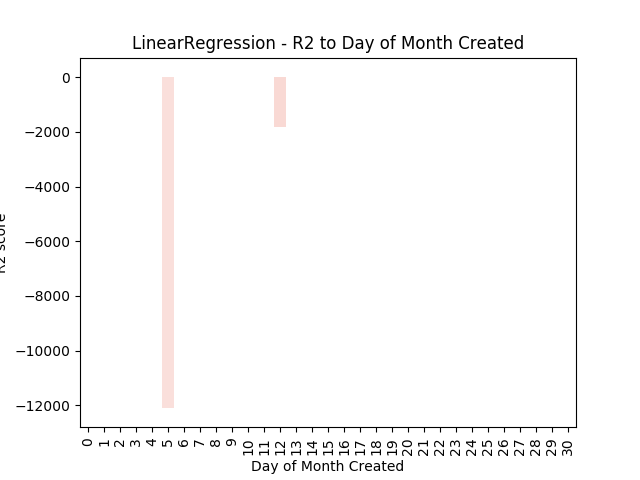 LinearRegression - R2 to Day of Month Created
0
−2000
−4000
−6000
−8000
−10000
−12000
R2 score
0 1 2 3 4 5 6 7 8 9 10 11 12 13 14 15 16 17 18 19 20 21 22 23 24 25 26 27 28 29 30
Day of Month Created